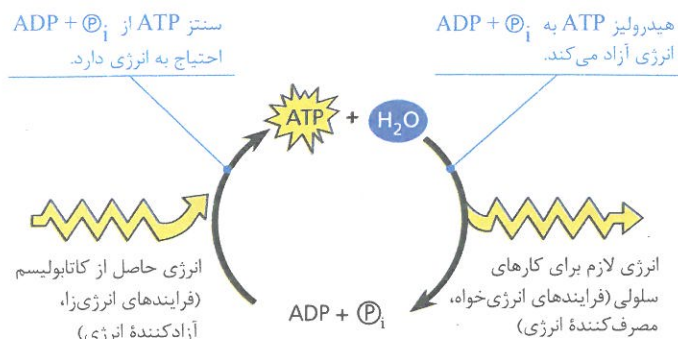 هیدرولیز ATP به ADP + Ⓟi
انرژی آزاد می‌کند.
سنتز ATP از ADP + Ⓟi
احتیاج به انرژی دارد.
ATP + H₂O
انرژی لازم برای کارهای
سلولی (فرایندهای انرژی‌خواه،
مصرف‌کنندهٔ انرژی)
انرژی حاصل از کاتابولیسم
(فرایندهای انرژی‌زا،
آزادکنندهٔ انرژی)
ADP + Ⓟi